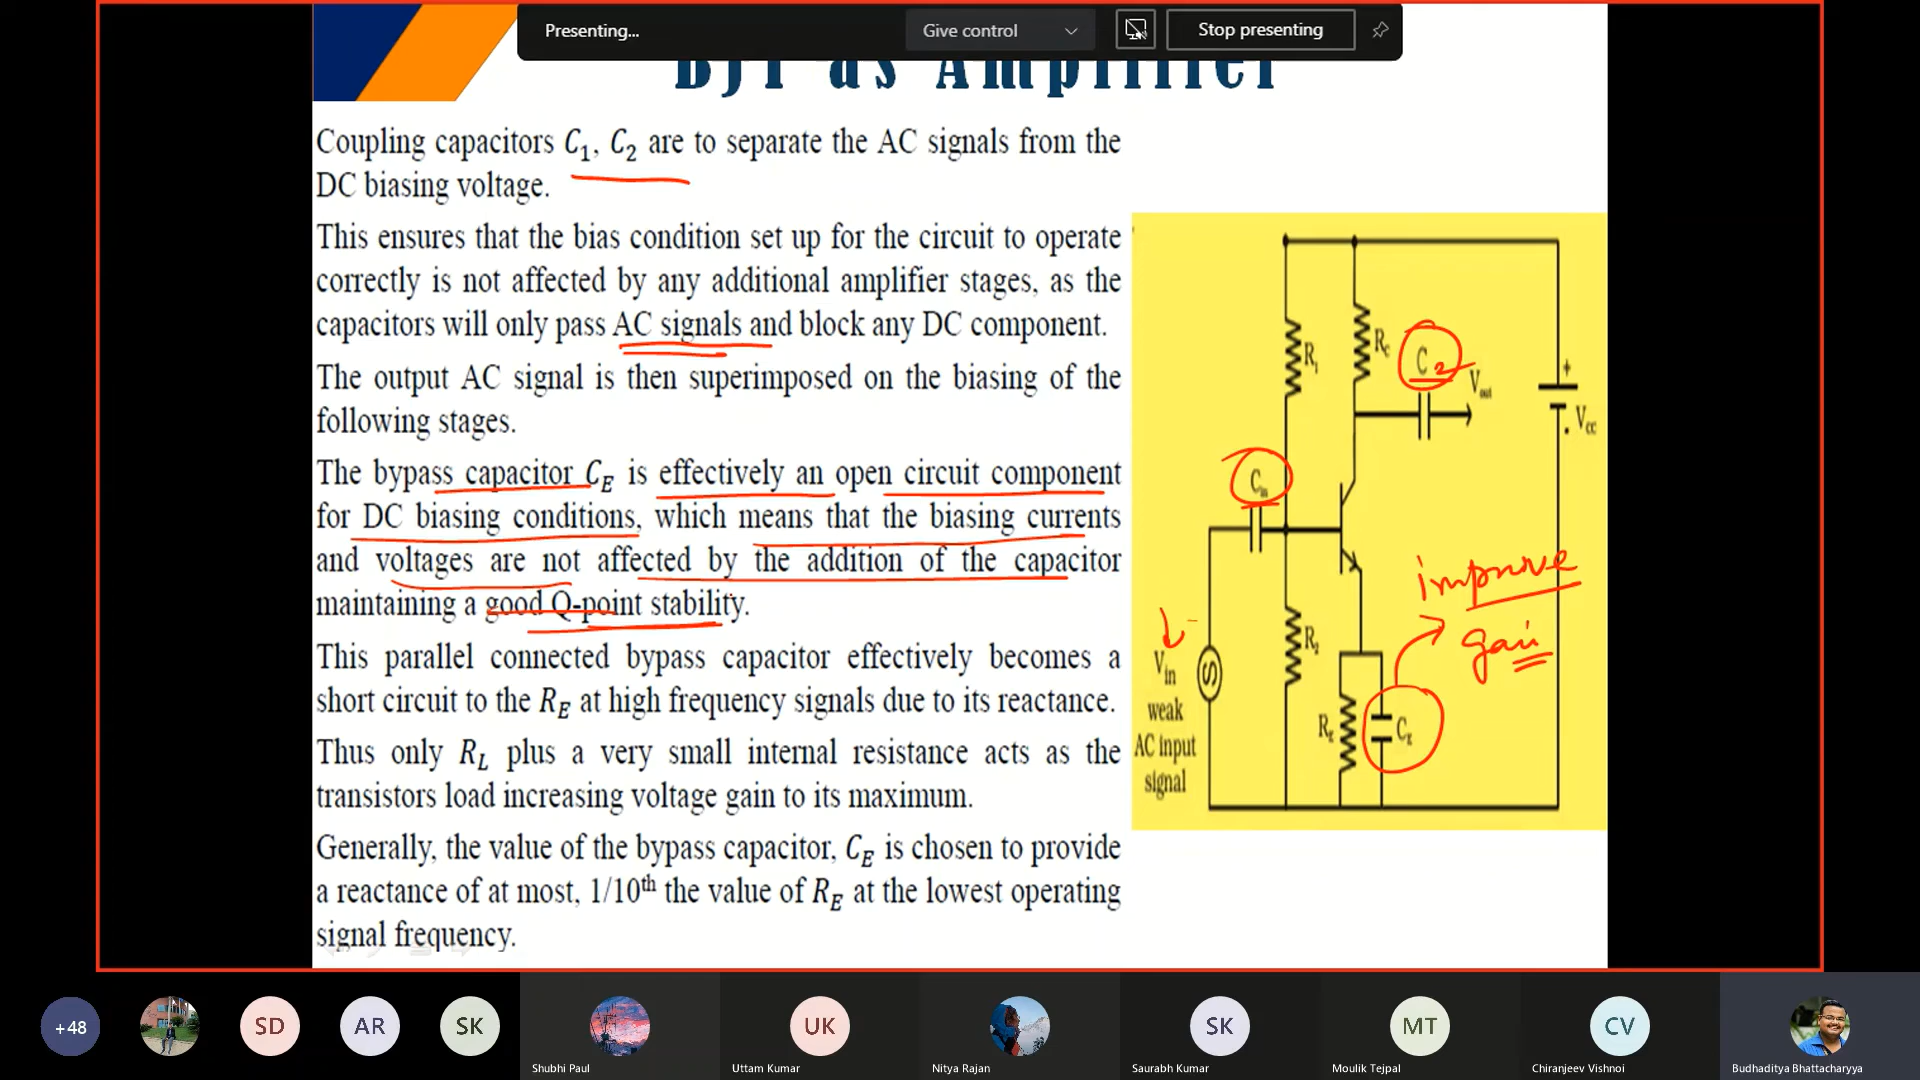 Presenting...
Give control
Stop presenting
BJT as Amplifier
Coupling capacitors C1, C2 are to separate the AC signals from the
DC biasing voltage.
This ensures that the bias condition set up for the circuit to operate
correctly is not affected by any additional amplifier stages, as the
capacitors will only pass AC signals and block any DC component.
The output AC signal is then superimposed on the biasing of the
following stages.
The bypass capacitor CE is effectively an open circuit component
for DC biasing conditions, which means that the biasing currents
and voltages are not affected by the addition of the capacitor
maintaining a good Q-point stability.
This parallel connected bypass capacitor effectively becomes a
short circuit to the RE at high frequency signals due to its reactance.
Thus only RL plus a very small internal resistance acts as the
transistors load increasing voltage gain to its maximum.
Generally, the value of the bypass capacitor, CE is chosen to provide
a reactance of at most, 1/10th the value of RE at the lowest operating
signal frequency.
R1
RC
C2
Vout
+
VCC
Cin
improve
gain
R2
Vin
weak
AC input
signal
S
RE
CE
+48
SD
AR
SK
UK
SK
MT
CV
Shubhi Paul
Uttam Kumar
Nitya Rajan
Saurabh Kumar
Moulik Tejpal
Chiranjeev Vishnoi
Budhaditya Bhattacharyya